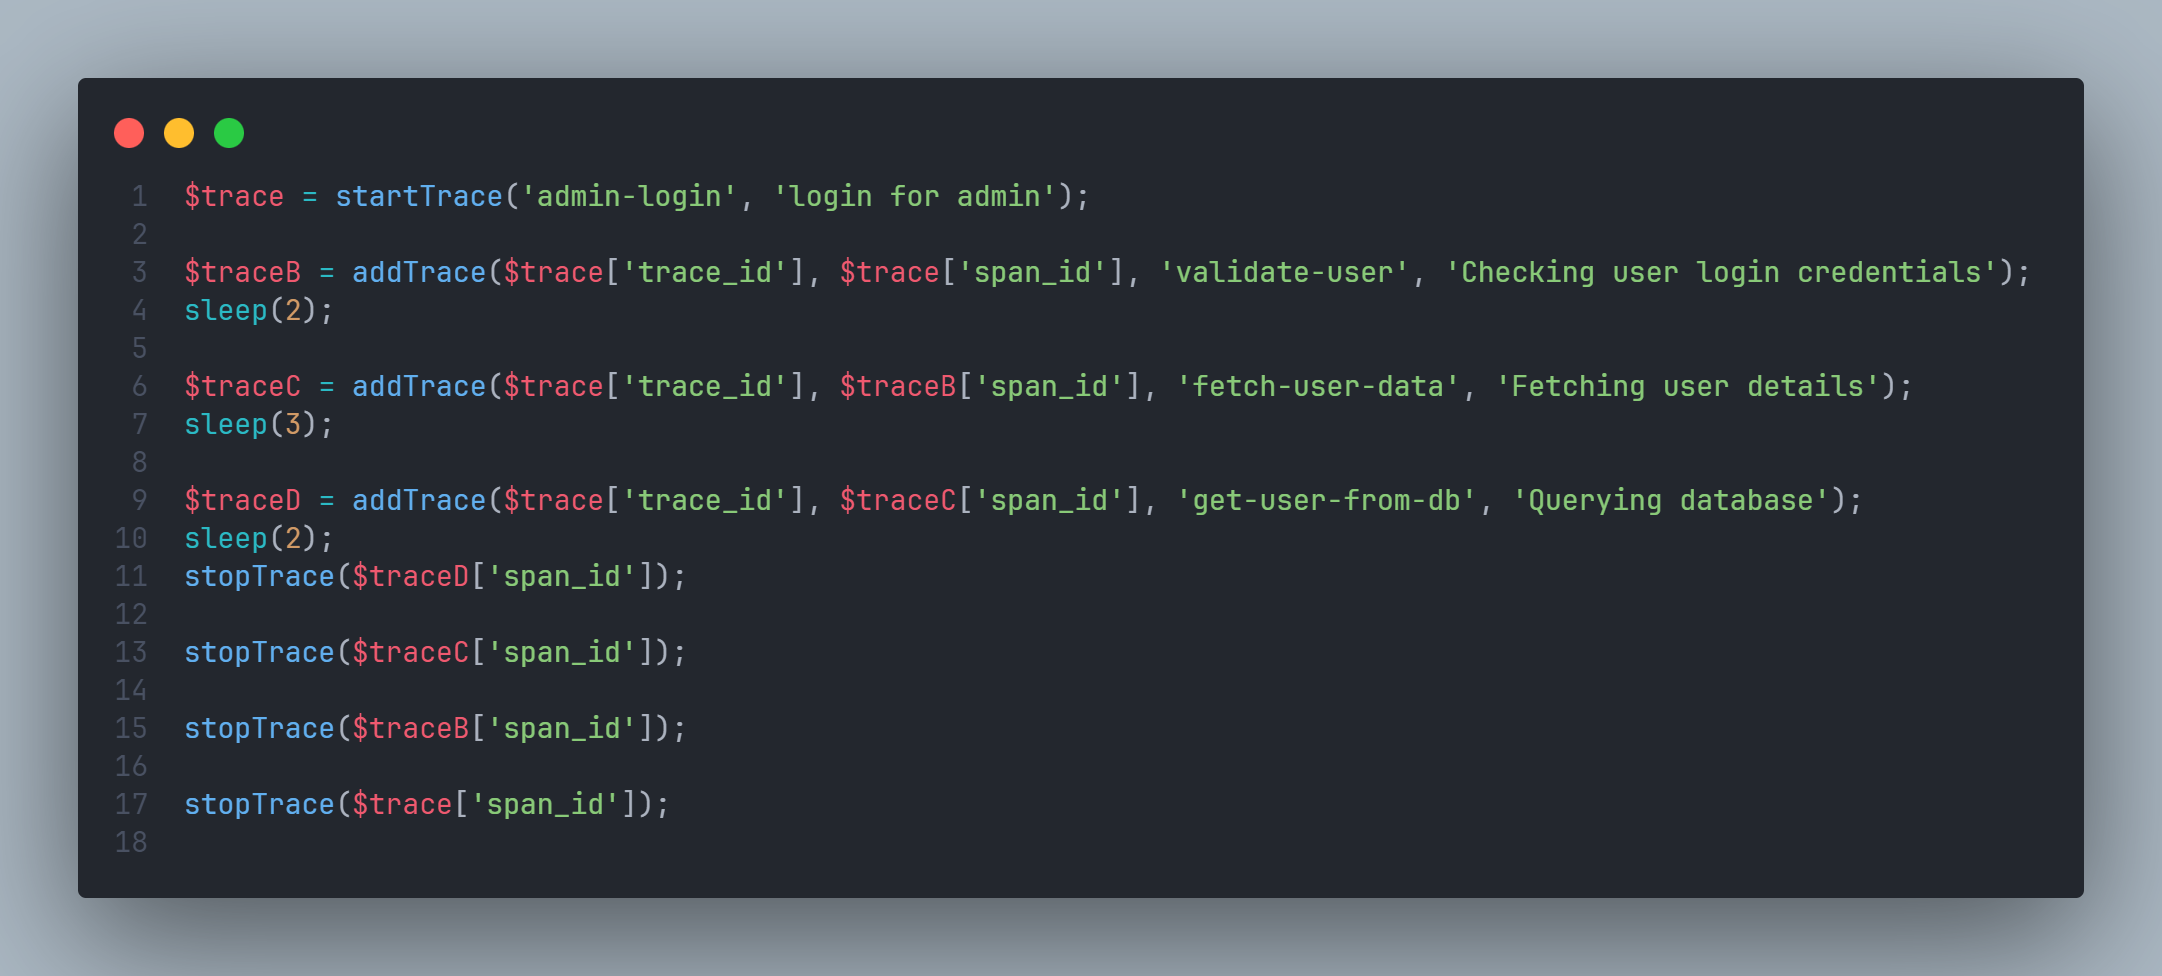 1 $trace = startTrace('admin-login', 'login for admin');
2
3 $traceB = addTrace($trace['trace_id'], $trace['span_id'], 'validate-user', 'Checking user login credentials');
4 sleep(2);
5
6 $traceC = addTrace($trace['trace_id'], $traceB['span_id'], 'fetch-user-data', 'Fetching user details');
7 sleep(3);
8
9 $traceD = addTrace($trace['trace_id'], $traceC['span_id'], 'get-user-from-db', 'Querying database');
10 sleep(2);
11 stopTrace($traceD['span_id']);
12
13 stopTrace($traceC['span_id']);
14
15 stopTrace($traceB['span_id']);
16
17 stopTrace($trace['span_id']);
18